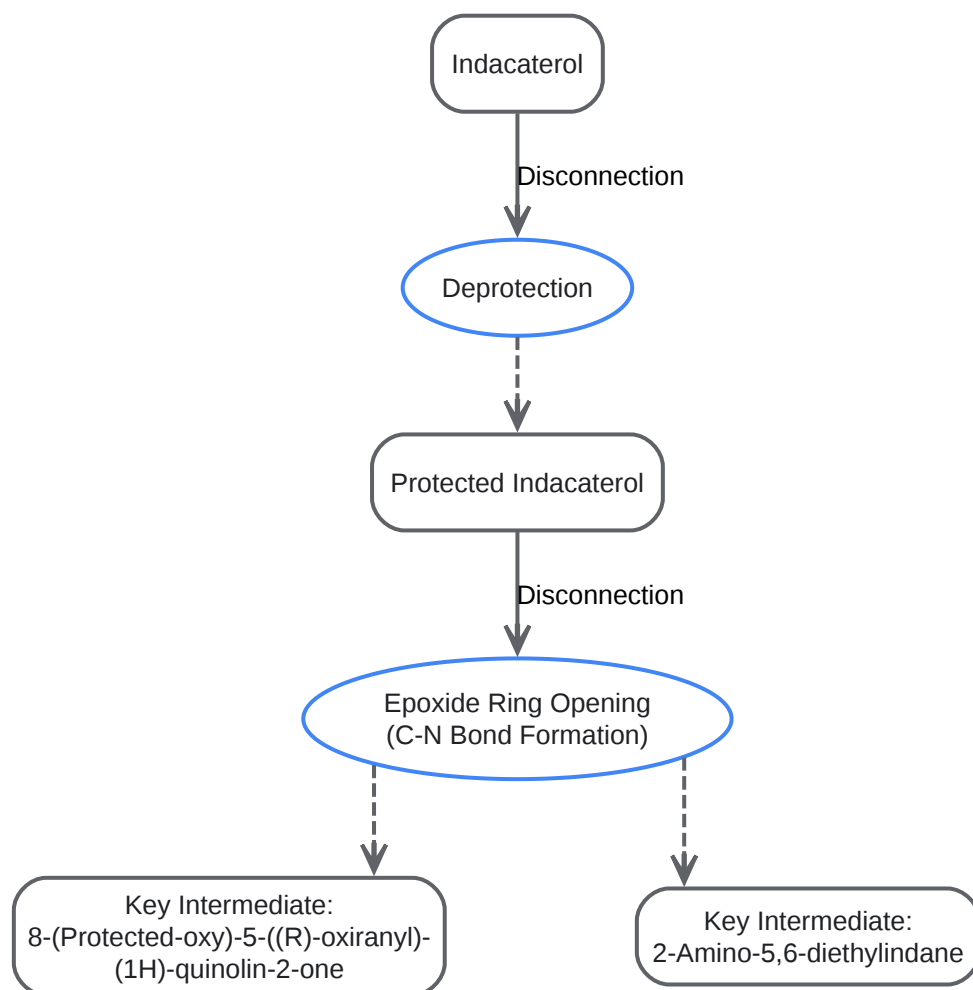 Indacaterol
Disconnection
Deprotection
Protected Indacaterol
Disconnection
Epoxide Ring Opening
(C-N Bond Formation)
Key Intermediate:
8-(Protected-oxy)-5-((R)-oxiranyl)-
(1H)-quinolin-2-one
Key Intermediate:
2-Amino-5,6-diethylindane